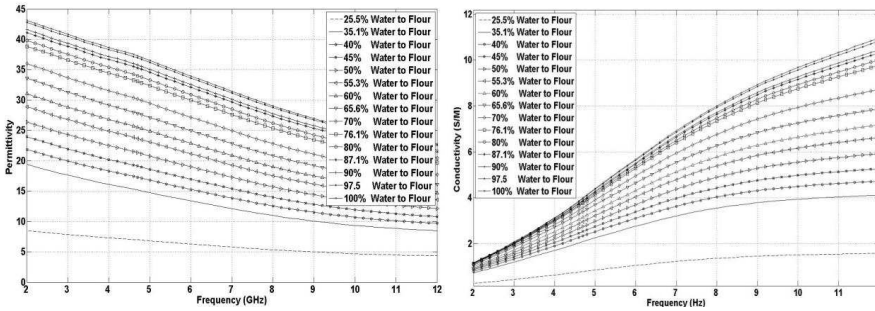 45
40
35
30
25
20
15
10
5
0
Permittivity
2 3 4 5 6 7 8 9 10 11 12
Frequency (GHz)
25.5% Water to Flour
35.1% Water to Flour
40% Water to Flour
45% Water to Flour
50% Water to Flour
55.3% Water to Flour
60% Water to Flour
65.6% Water to Flour
70% Water to Flour
76.1% Water to Flour
80% Water to Flour
87.1% Water to Flour
90% Water to Flour
97.5 Water to Flour
100% Water to Flour
12
10
8
6
4
2
Conductivity (S/M)
2 3 4 5 6 7 8 9 10 11
Frequency (Hz)
25.5% Water to Flour
35.1% Water to Flour
40% Water to Flour
45% Water to Flour
50% Water to Flour
55.3% Water to Flour
60% Water to Flour
65.6% Water to Flour
70% Water to Flour
76.1% Water to Flour
80% Water to Flour
87.1% Water to Flour
90% Water to Flour
97.5 Water to Flour
100% Water to Flour